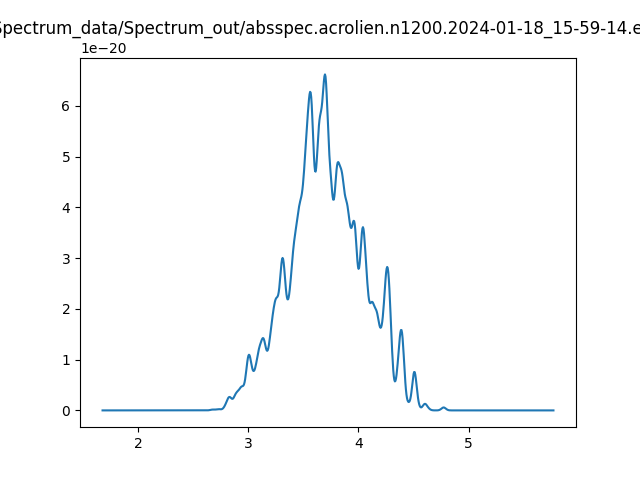 Spectrum_data/Spectrum_out/absspec.acrolien.n1200.2024-01-18_15-59-14.e
1e−20
6
5
4
3
2
1
0
2 3 4 5